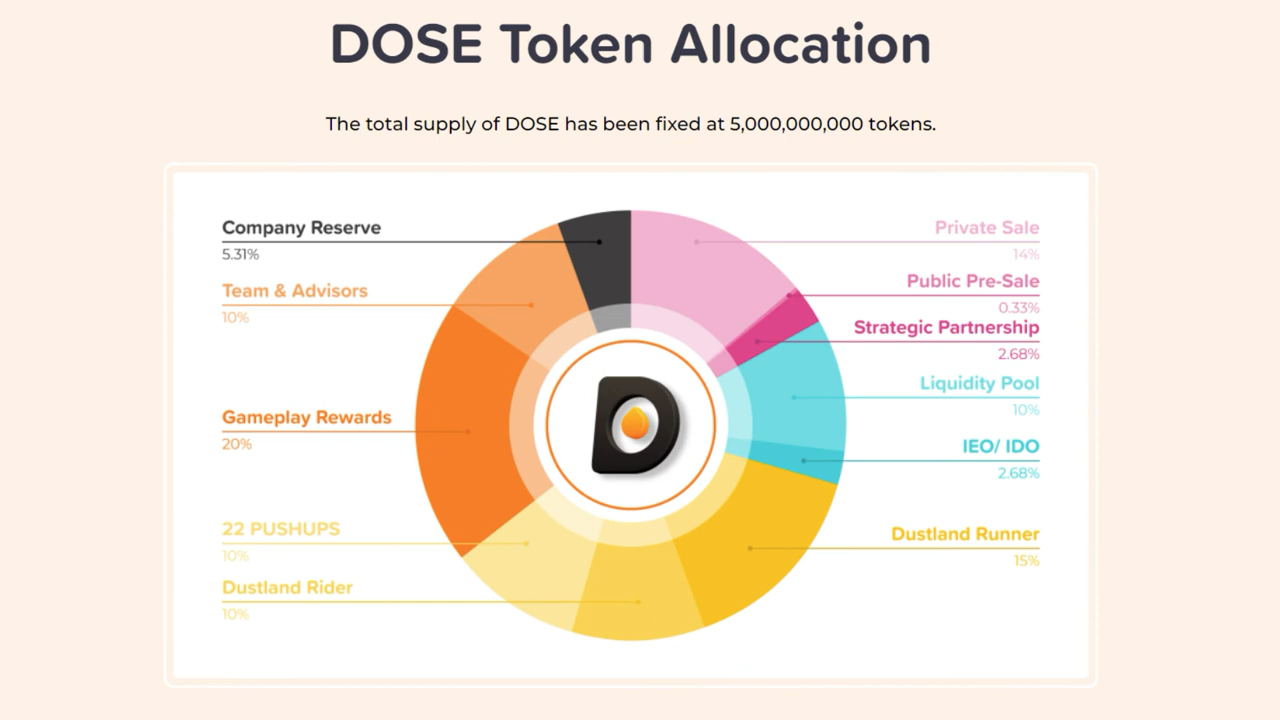 DOSE Token Allocation
The total supply of DOSE has been fixed at 5,000,000,000 tokens.
Company Reserve
5.31%
Team & Advisors
10%
Gameplay Rewards
20%
22 PUSHUPS
10%
Dustland Rider
10%
Private Sale
14%
Public Pre-Sale
0.33%
Strategic Partnership
2.68%
Liquidity Pool
10%
IEO/ IDO
2.68%
Dustland Runner
15%
D